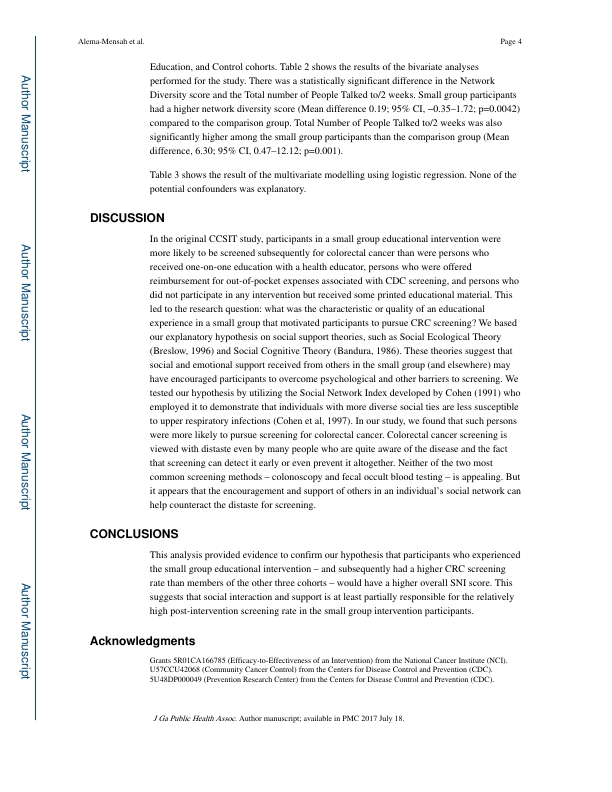 Alema-Mensah et al.
Page 4
Education, and Control cohorts. Table 2 shows the results of the bivariate analyses
performed for the study. There was a statistically significant difference in the Network
Diversity score and the Total number of People Talked to/2 weeks. Small group participants
had a higher network diversity score (Mean difference 0.19; 95% CI, −0.35–1.72; p=0.0042)
compared to the comparison group. Total Number of People Talked to/2 weeks was also
significantly higher among the small group participants than the comparison group (Mean
difference, 6.30; 95% CI, 0.47–12.12; p=0.001).
Table 3 shows the result of the multivariate modelling using logistic regression. None of the
potential confounders was explanatory.
DISCUSSION
In the original CCSIT study, participants in a small group educational intervention were
more likely to be screened subsequently for colorectal cancer than were persons who
received one-on-one education with a health educator, persons who were offered
reimbursement for out-of-pocket expenses associated with CDC screening, and persons who
did not participate in any intervention but received some printed educational material. This
led to the research question: what was the characteristic or quality of an educational
experience in a small group that motivated participants to pursue CRC screening? We based
our explanatory hypothesis on social support theories, such as Social Ecological Theory
(Breslow, 1996) and Social Cognitive Theory (Bandura, 1986). These theories suggest that
social and emotional support received from others in the small group (and elsewhere) may
have encouraged participants to overcome psychological and other barriers to screening. We
tested our hypothesis by utilizing the Social Network Index developed by Cohen (1991) who
employed it to demonstrate that individuals with more diverse social ties are less susceptible
to upper respiratory infections (Cohen et al, 1997). In our study, we found that such persons
were more likely to pursue screening for colorectal cancer. Colorectal cancer screening is
viewed with distaste even by many people who are quite aware of the disease and the fact
that screening can detect it early or even prevent it altogether. Neither of the two most
common screening methods – colonoscopy and fecal occult blood testing – is appealing. But
it appears that the encouragement and support of others in an individual's social network can
help counteract the distaste for screening.
CONCLUSIONS
This analysis provided evidence to confirm our hypothesis that participants who experienced
the small group educational intervention – and subsequently had a higher CRC screening
rate than members of the other three cohorts – would have a higher overall SNI score. This
suggests that social interaction and support is at least partially responsible for the relatively
high post-intervention screening rate in the small group intervention participants.
Acknowledgments
Grants 5R01CA166785 (Efficacy-to-Effectiveness of an Intervention) from the National Cancer Institute (NCI).
U57CCU42068 (Community Cancer Control) from the Centers for Disease Control and Prevention (CDC).
5U48DP000049 (Prevention Research Center) from the Centers for Disease Control and Prevention (CDC).
J Ga Public Health Assoc. Author manuscript; available in PMC 2017 July 18.
Author Manuscript
Author Manuscript
Author Manuscript
Author Manuscript